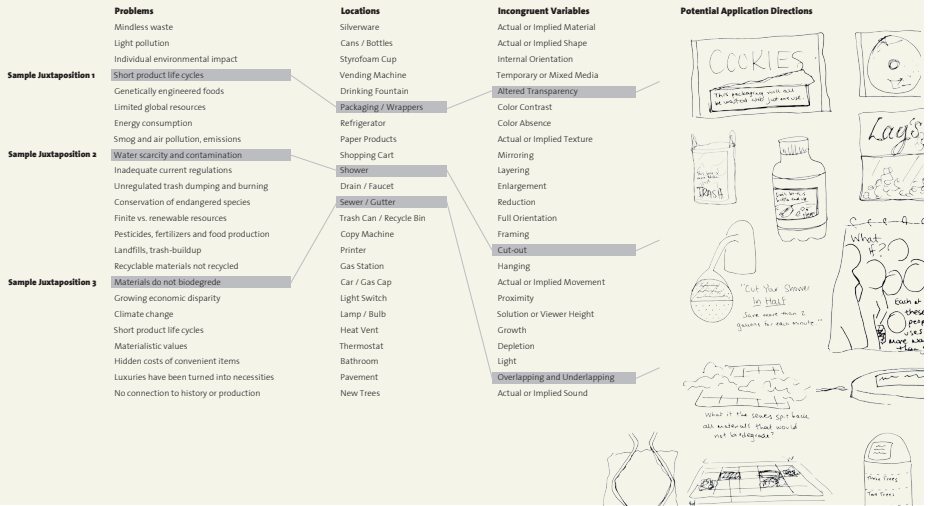 Problems
Locations
Incongruent Variables
Potential Application Directions
Mindless waste
Silverware
Actual or Implied Material
Light pollution
Cans / Bottles
Actual or Implied Shape
Individual environmental impact
Styrofoam Cup
Internal Orientation
Sample Juxtaposition 1
Short product life cycles
Vending Machine
Temporary or Mixed Media
Genetically engineered foods
Drinking Fountain
Altered Transparency
Limited global resources
Packaging / Wrappers
Color Contrast
Energy consumption
Refrigerator
Color Absence
Smog and air pollution, emissions
Paper Products
Actual or Implied Texture
Sample Juxtaposition 2
Water scarcity and contamination
Shopping Cart
Mirroring
Inadequate current regulations
Shower
Layering
Unregulated trash dumping and burning
Drain / Faucet
Enlargement
Conservation of endangered species
Sewer / Gutter
Reduction
Finite vs. renewable resources
Trash Can / Recycle Bin
Full Orientation
Pesticides, fertilizers and food production
Copy Machine
Framing
Landfills, trash-buildup
Printer
Cut-out
Recyclable materials not recycled
Gas Station
Hanging
Sample Juxtaposition 3
Materials do not biodegrede
Car / Gas Cap
Actual or Implied Movement
Growing economic disparity
Light Switch
Proximity
Climate change
Lamp / Bulb
Solution or Viewer Height
Short product life cycles
Heat Vent
Growth
Materialistic values
Thermostat
Depletion
Hidden costs of convenient items
Bathroom
Light
Luxuries have been turned into necessities
Pavement
Overlapping and Underlapping
No connection to history or production
New Trees
Actual or Implied Sound
COOKIES
This packaging will all
be wasted
Lay's
TRASH
What
if?
Each of
these
people
uses
more
than
"Cut Your Shower
In Half
Save more than 2
gallons for each minute"
What if the sewers spit back
all materials that would
not biodegrade?
Three Trees
Two Trees